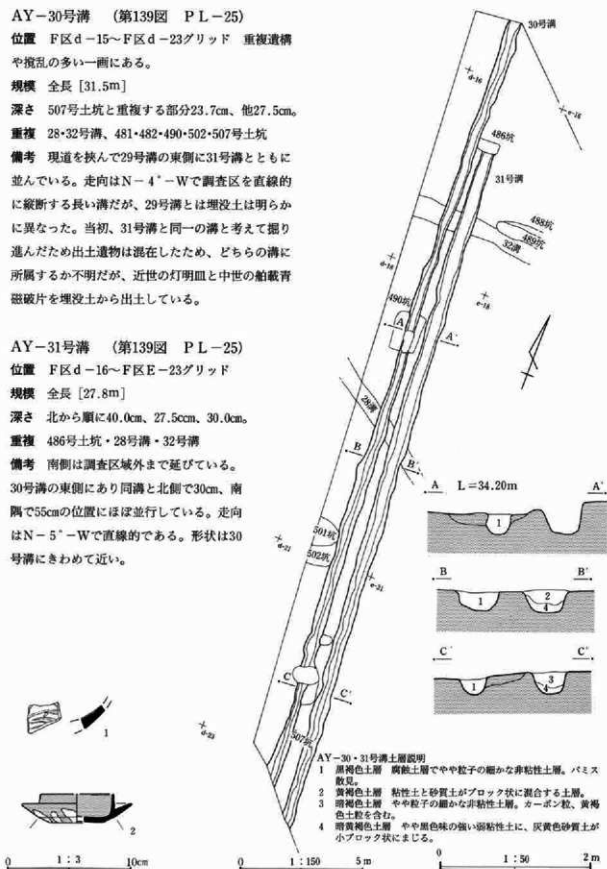 AY-30号溝　（第139図　PL-25）
位置　F区d-15～F区d-23グリッド　重複遺構
や撹乱の多い一画にある。
規模　全長［31.5m］
深さ　507号土坑と重複する部分23.7cm、他27.5cm。
重複　28・32号溝、481・482・490・502・507号土坑
備考　現道を挟んで29号溝の東側に31号溝とともに
並んでいる。走向はN-4°-Wで調査区を直線的
に縦断する長い溝だが、29号溝とは埋没土は明らか
に異なった。当初、31号溝と同一の溝と考えて掘り
進んだため出土遺物は混在したため、どちらの溝に
所属するか不明だが、近世の灯明皿と中世の舶載青
磁破片を埋没土から出土している。
AY-31号溝　（第139図　PL-25）
位置　F区d-16～F区E-23グリッド
規模　全長［27.8m］
深さ　北から順に40.0cm、27.5ccm、30.0cm。
重複　486号土坑・28号溝・32号溝
備考　南側は調査区域外まで延びている。
30号溝の東側にあり同溝と北側で30cm、南
隅で55cmの位置にほぼ並行している。走向
はN-5°-Wで直線的である。形状は30
号溝にきわめて近い。
30号溝
d-16
e-16
486坑
31号溝
488坑
489坑
32溝
d-18
e-18
490坑
A
A'
28溝
B
B'
501坑
502坑
d-21
e-21
C
C'
507坑
d-23
A
L=34.20m
A'
1
B
B'
1
2
4
C
C'
1
3
4
1
2
AY-30・31号溝土層説明
1　黒褐色土層　腐蝕土層でやや粒子の細かな非粘性土層。パミス
散見。
2　黄褐色土層　粘性土と砂質土がブロック状に混合する土層。
3　暗褐色土層　やや粒子の細かな非粘性土層。カーボン粒、黄褐
色土粒を含む。
4　暗黄褐色土層　やや黒色味の強い弱粘性土に、灰黄色砂質土が
小ブロック状にまじる。
0　1：3　10cm
0　1：150　5m
0　1：50　2m